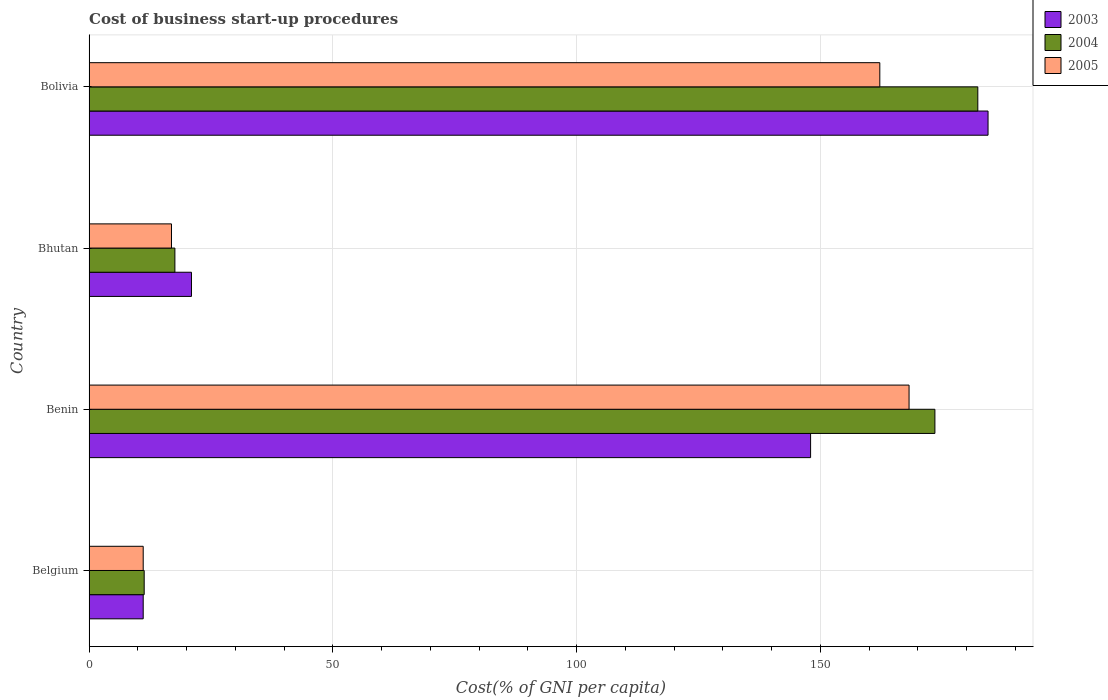 Cost of business start-up procedures
2003
2004
2005
Bolivia
Bhutan
Benin
Belgium
Country
50
100
150
Cost(% of GNI per capita)